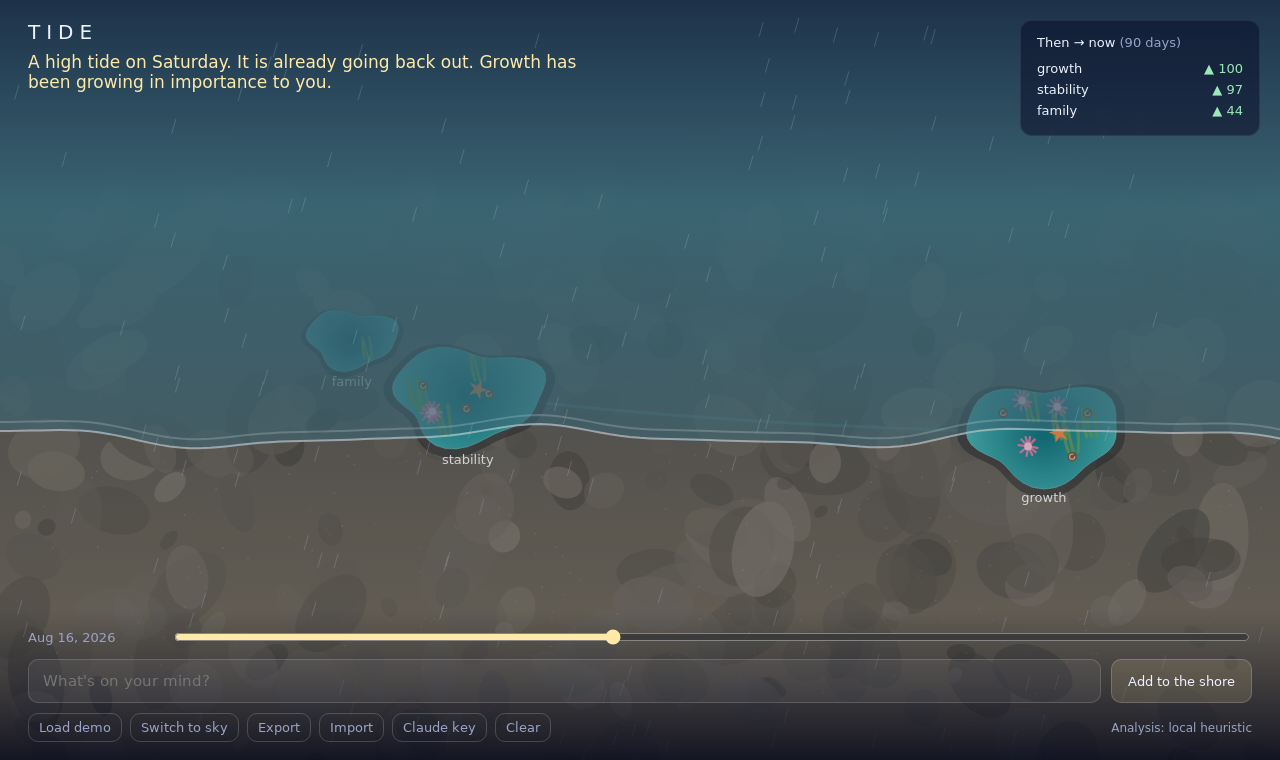 TIDE
A high tide on Saturday. It is already going back out. Growth has
been growing in importance to you.
Then → now (90 days)
growth ▲ 100
stability ▲ 97
family ▲ 44
family
stability
growth
Aug 16, 2026
What's on your mind?
Add to the shore
Load demo
Switch to sky
Export
Import
Claude key
Clear
Analysis: local heuristic